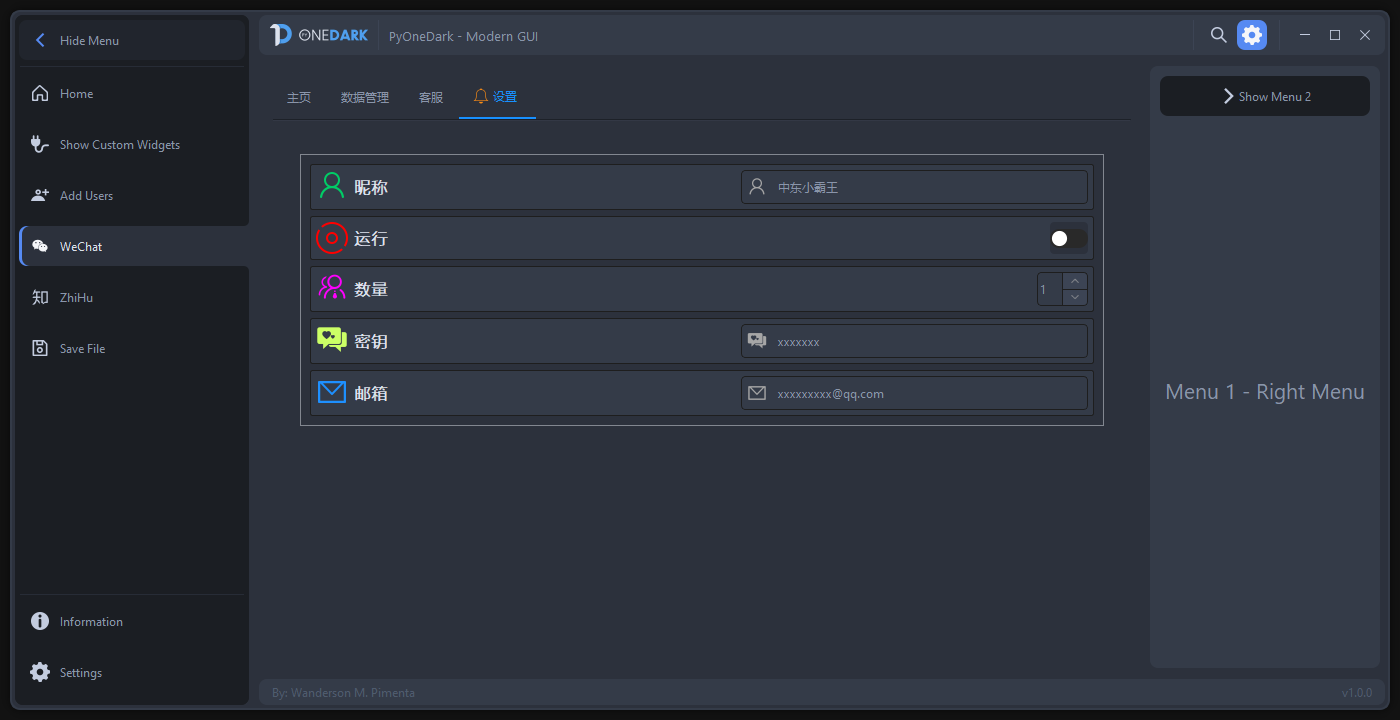 Hide Menu
Home
Show Custom Widgets
Add Users
WeChat
知 ZhiHu
Save File
Information
Settings
PYONEDARK
PyOneDark - Modern GUI
主页 数据管理 客服 设置
昵称 中东小霸王
运行
数量 1
密钥 xxxxxxx
邮箱 xxxxxxxxx@qq.com
Show Menu 2
Menu 1 - Right Menu
By: Wanderson M. Pimenta
v1.0.0